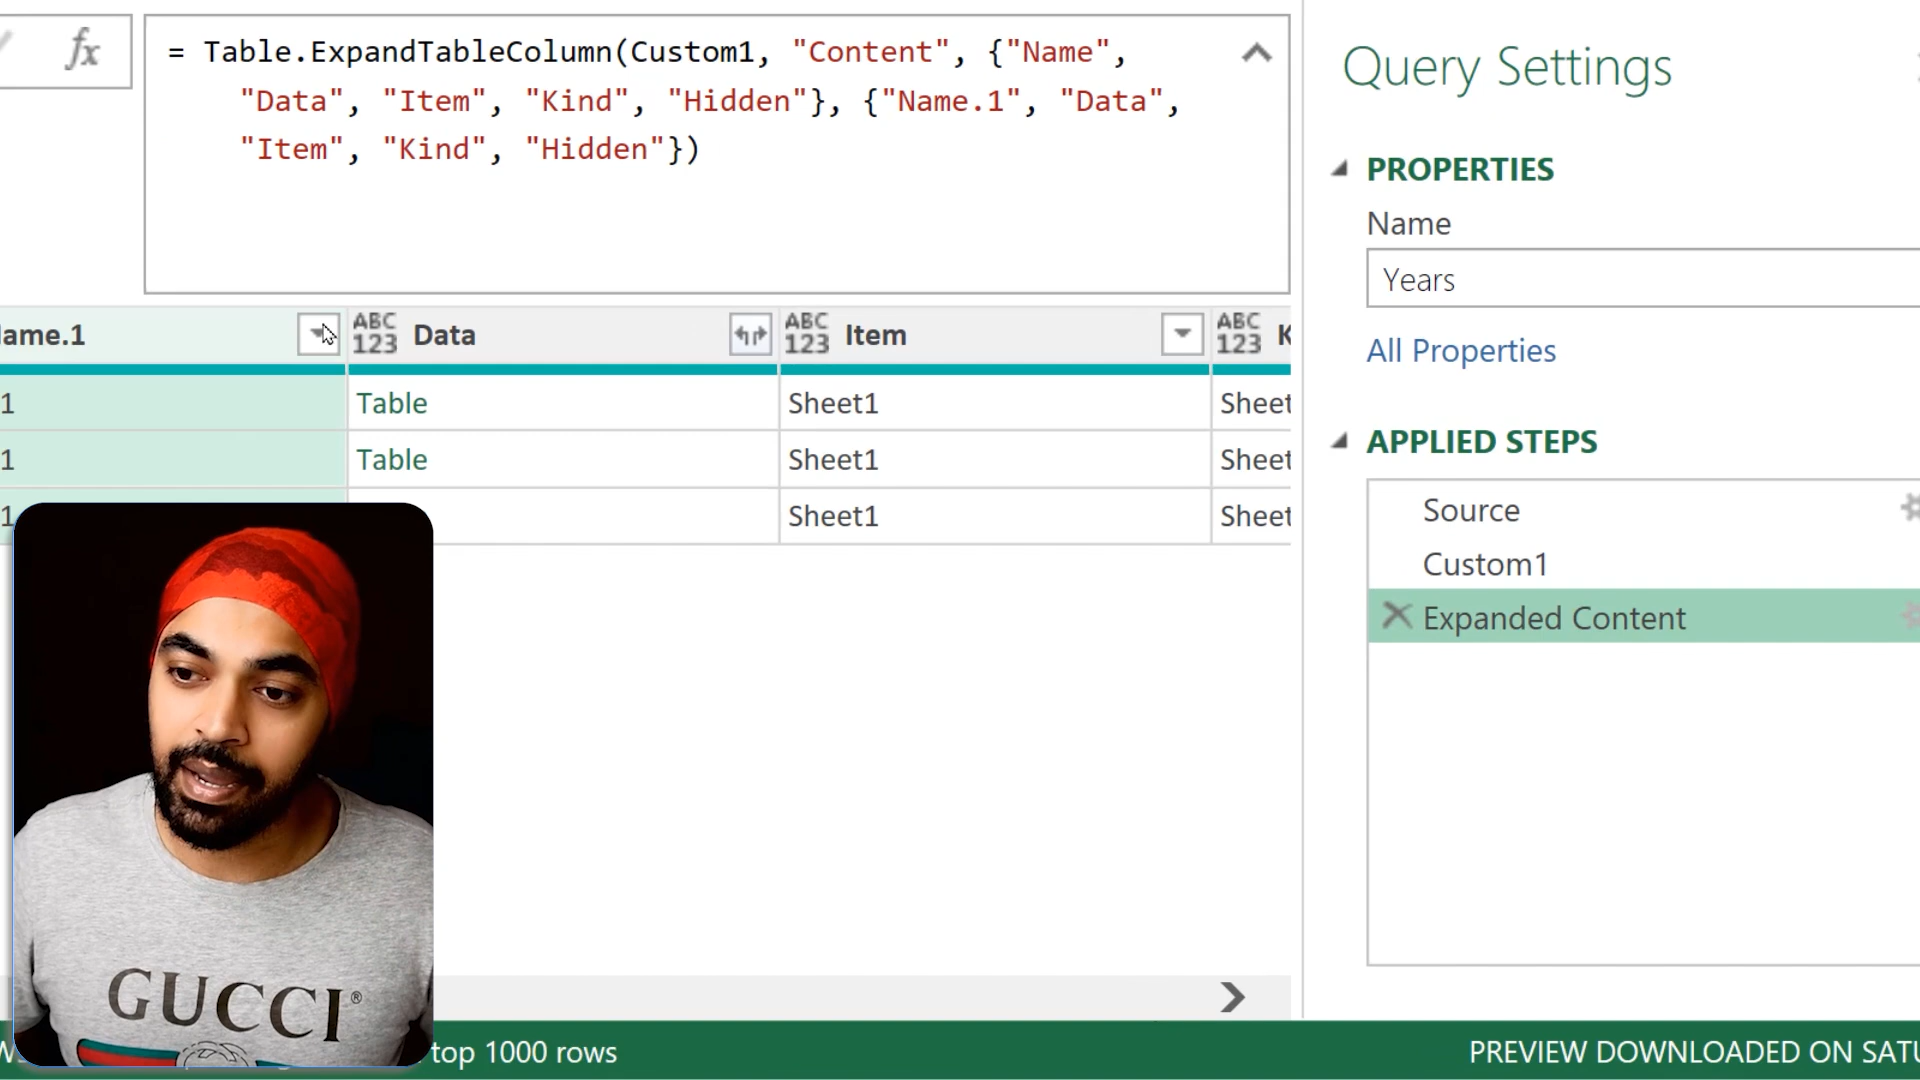 fx
= Table.ExpandTableColumn(Custom1, "Content", {"Name",
"Data", "Item", "Kind", "Hidden"}, {"Name.1", "Data",
"Item", "Kind", "Hidden"})
ame.1
ABC 123 Data
ABC 123 Item
ABC 123 K
1 Table Sheet1 Sheet
1 Table Sheet1 Sheet
1 Sheet1 Sheet
GUCCI®
top 1000 rows
Query Settings
PROPERTIES
Name
Years
All Properties
APPLIED STEPS
Source
Custom1
Expanded Content
PREVIEW DOWNLOADED ON SATU